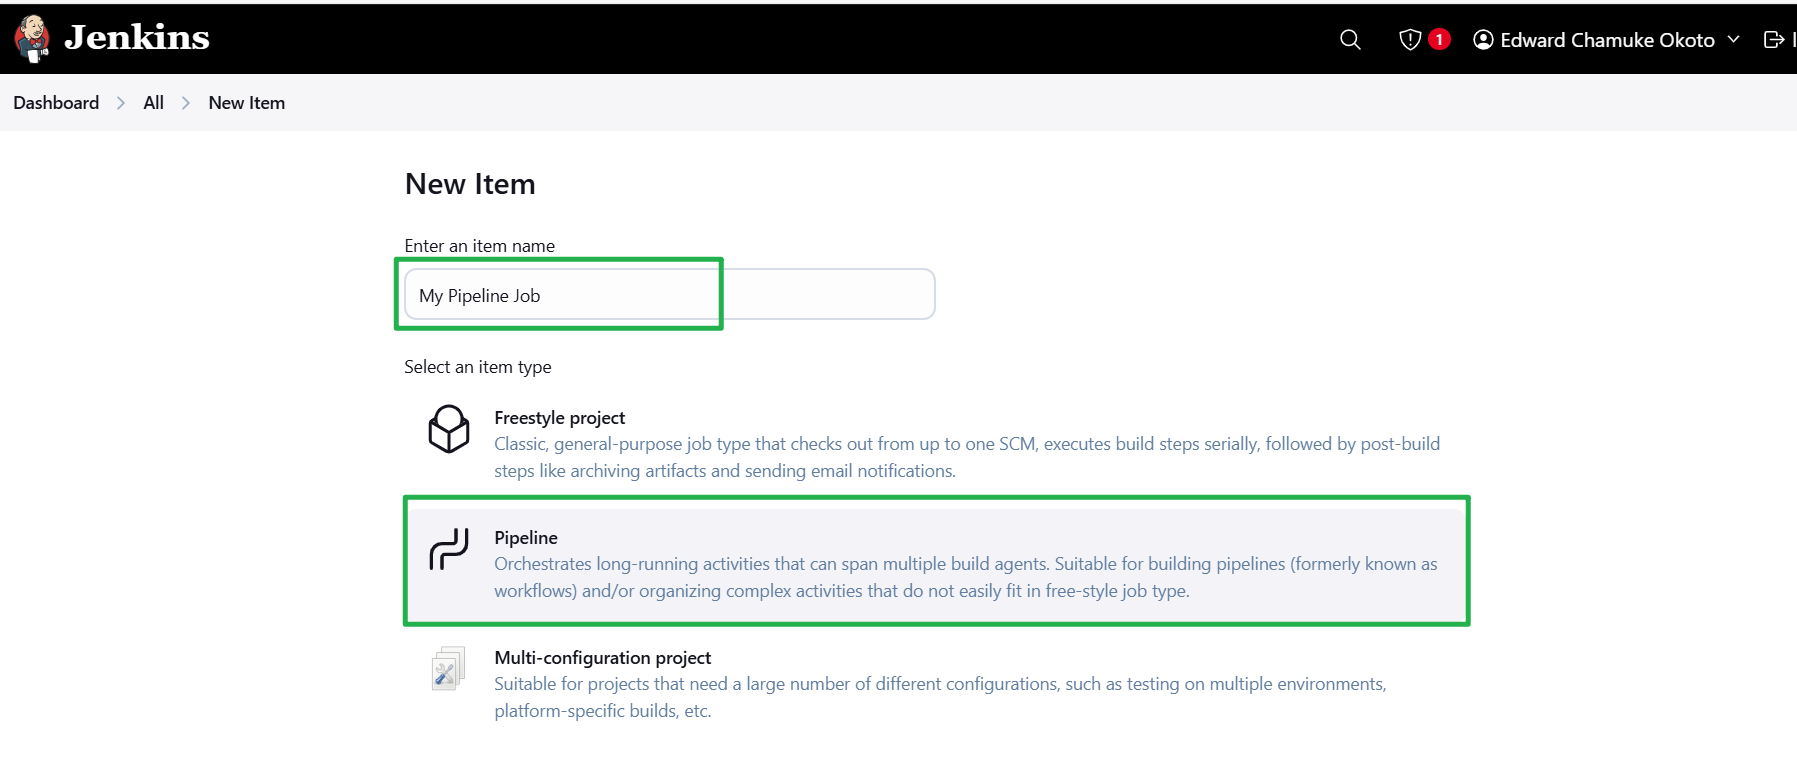 Jenkins
1
Edward Chamuke Okoto
Dashboard
All
New Item
New Item
Enter an item name
My Pipeline Job
Select an item type
Freestyle project
Classic, general-purpose job type that checks out from up to one SCM, executes build steps serially, followed by post-build
steps like archiving artifacts and sending email notifications.
Pipeline
Orchestrates long-running activities that can span multiple build agents. Suitable for building pipelines (formerly known as
workflows) and/or organizing complex activities that do not easily fit in free-style job type.
Multi-configuration project
Suitable for projects that need a large number of different configurations, such as testing on multiple environments,
platform-specific builds, etc.